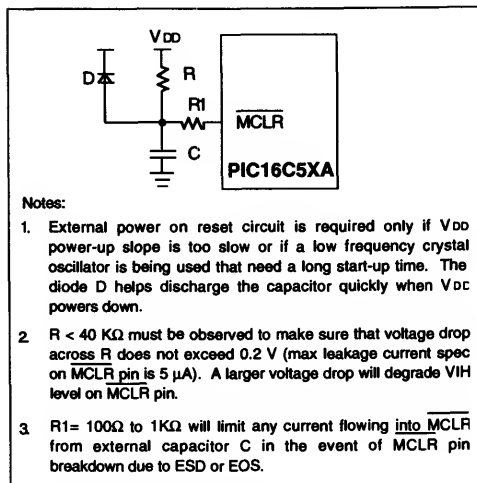 VDD
D
R
R1
MCLR
C
PIC16C5XA
Notes:
1. External power on reset circuit is required only if VDD
power-up slope is too slow or if a low frequency crystal
oscillator is being used that need a long start-up time. The
diode D helps discharge the capacitor quickly when VDC
powers down.
2. R < 40 KΩ must be observed to make sure that voltage drop
across R does not exceed 0.2 V (max leakage current spec
on MCLR pin is 5 μA). A larger voltage drop will degrade VIH
level on MCLR pin.
3. R1= 100Ω to 1KΩ will limit any current flowing into MCLR
from external capacitor C in the event of MCLR pin
breakdown due to ESD or EOS.